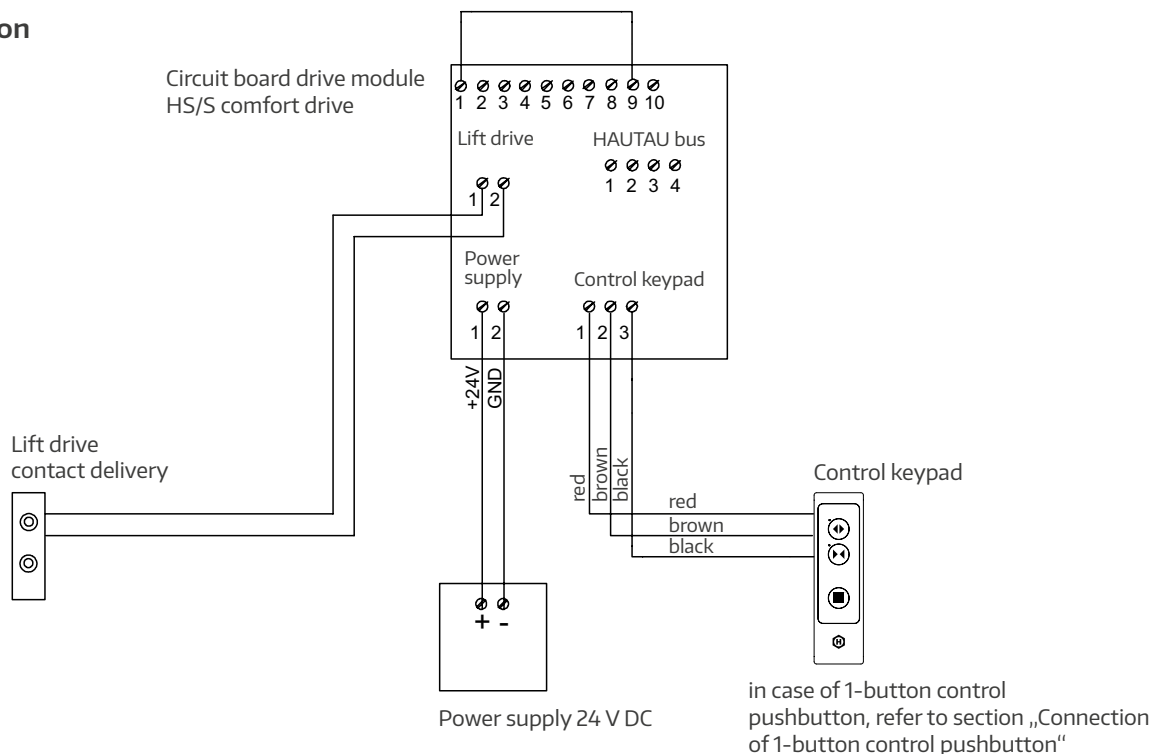 on
Circuit board drive module
HS/S comfort drive
1 2 3 4 5 6 7 8 9 10
Lift drive
HAUTAU bus
1 2 3 4
1 2
Power
supply
Control keypad
1 2
1 2 3
+24V
GND
red
brown
black
Lift drive
contact delivery
Control keypad
red
brown
black
+ -
H
Power supply 24 V DC
in case of 1-button control
pushbutton, refer to section „Connection
of 1-button control pushbutton“